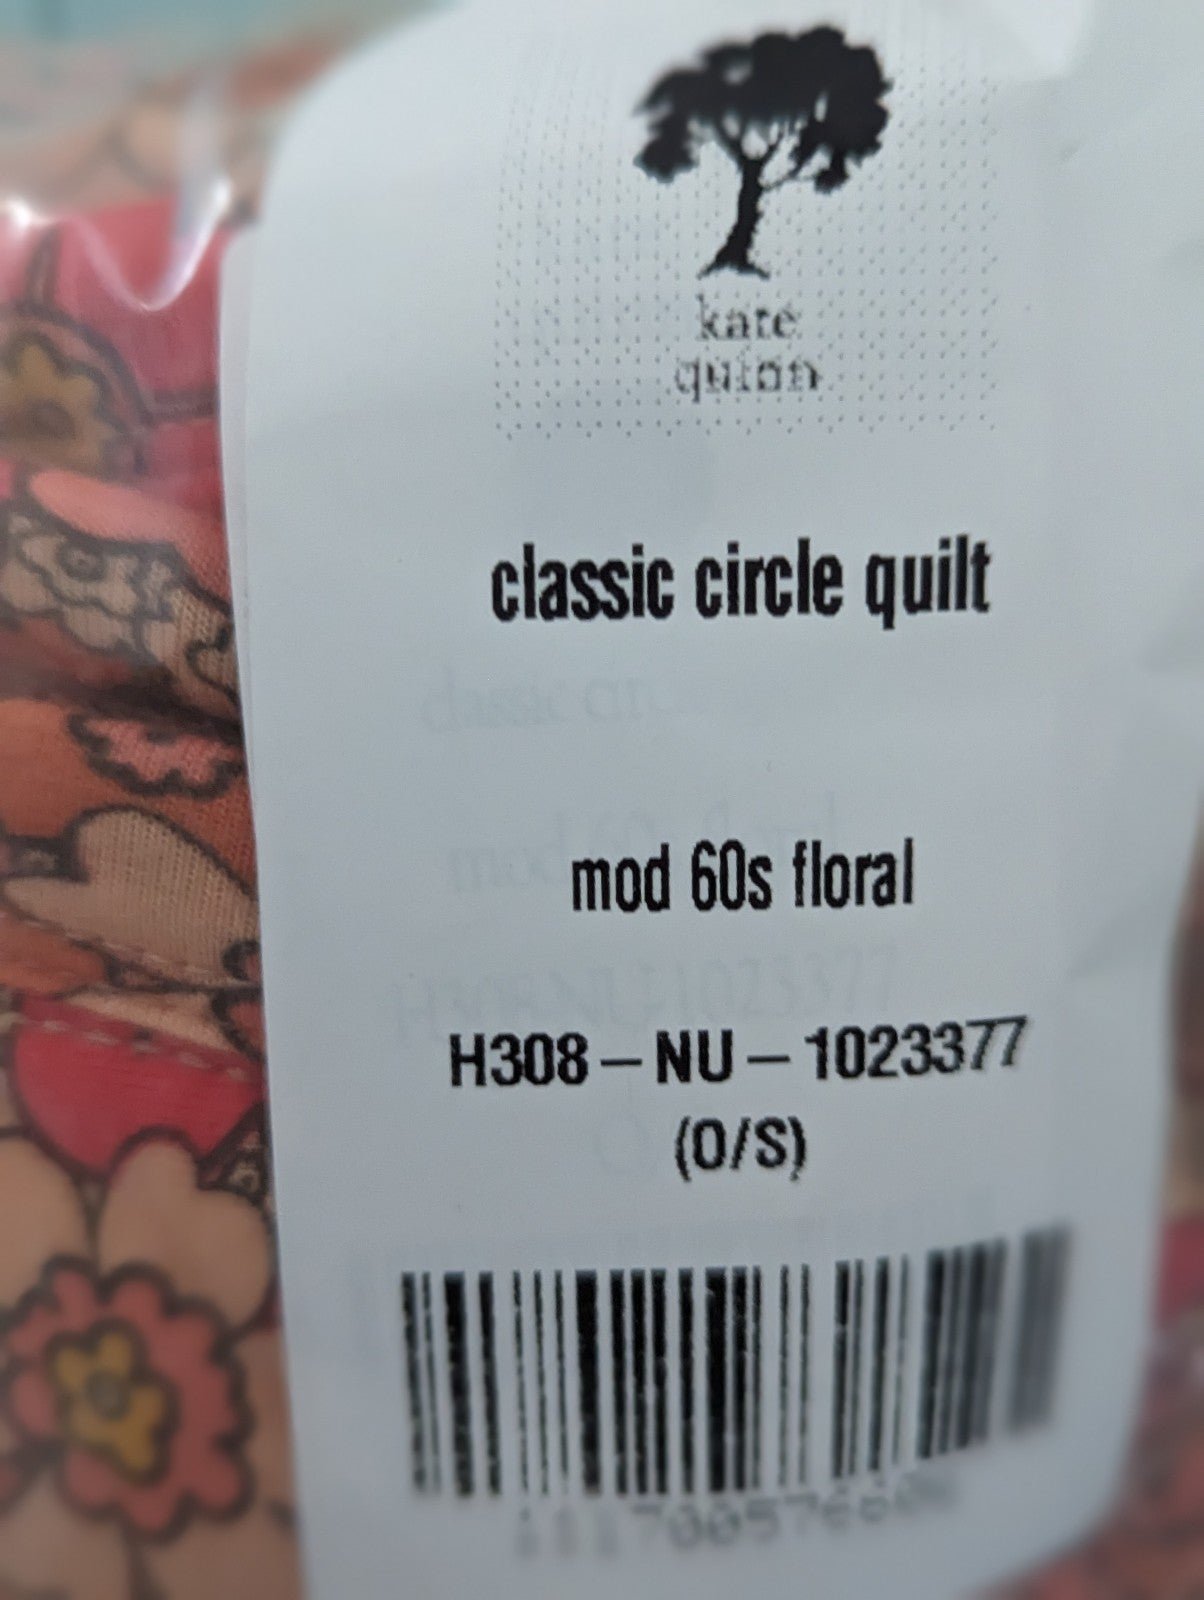 kate
quinn
classic circle quilt
mod 60s floral
H308-NU-1023377
(O/S)